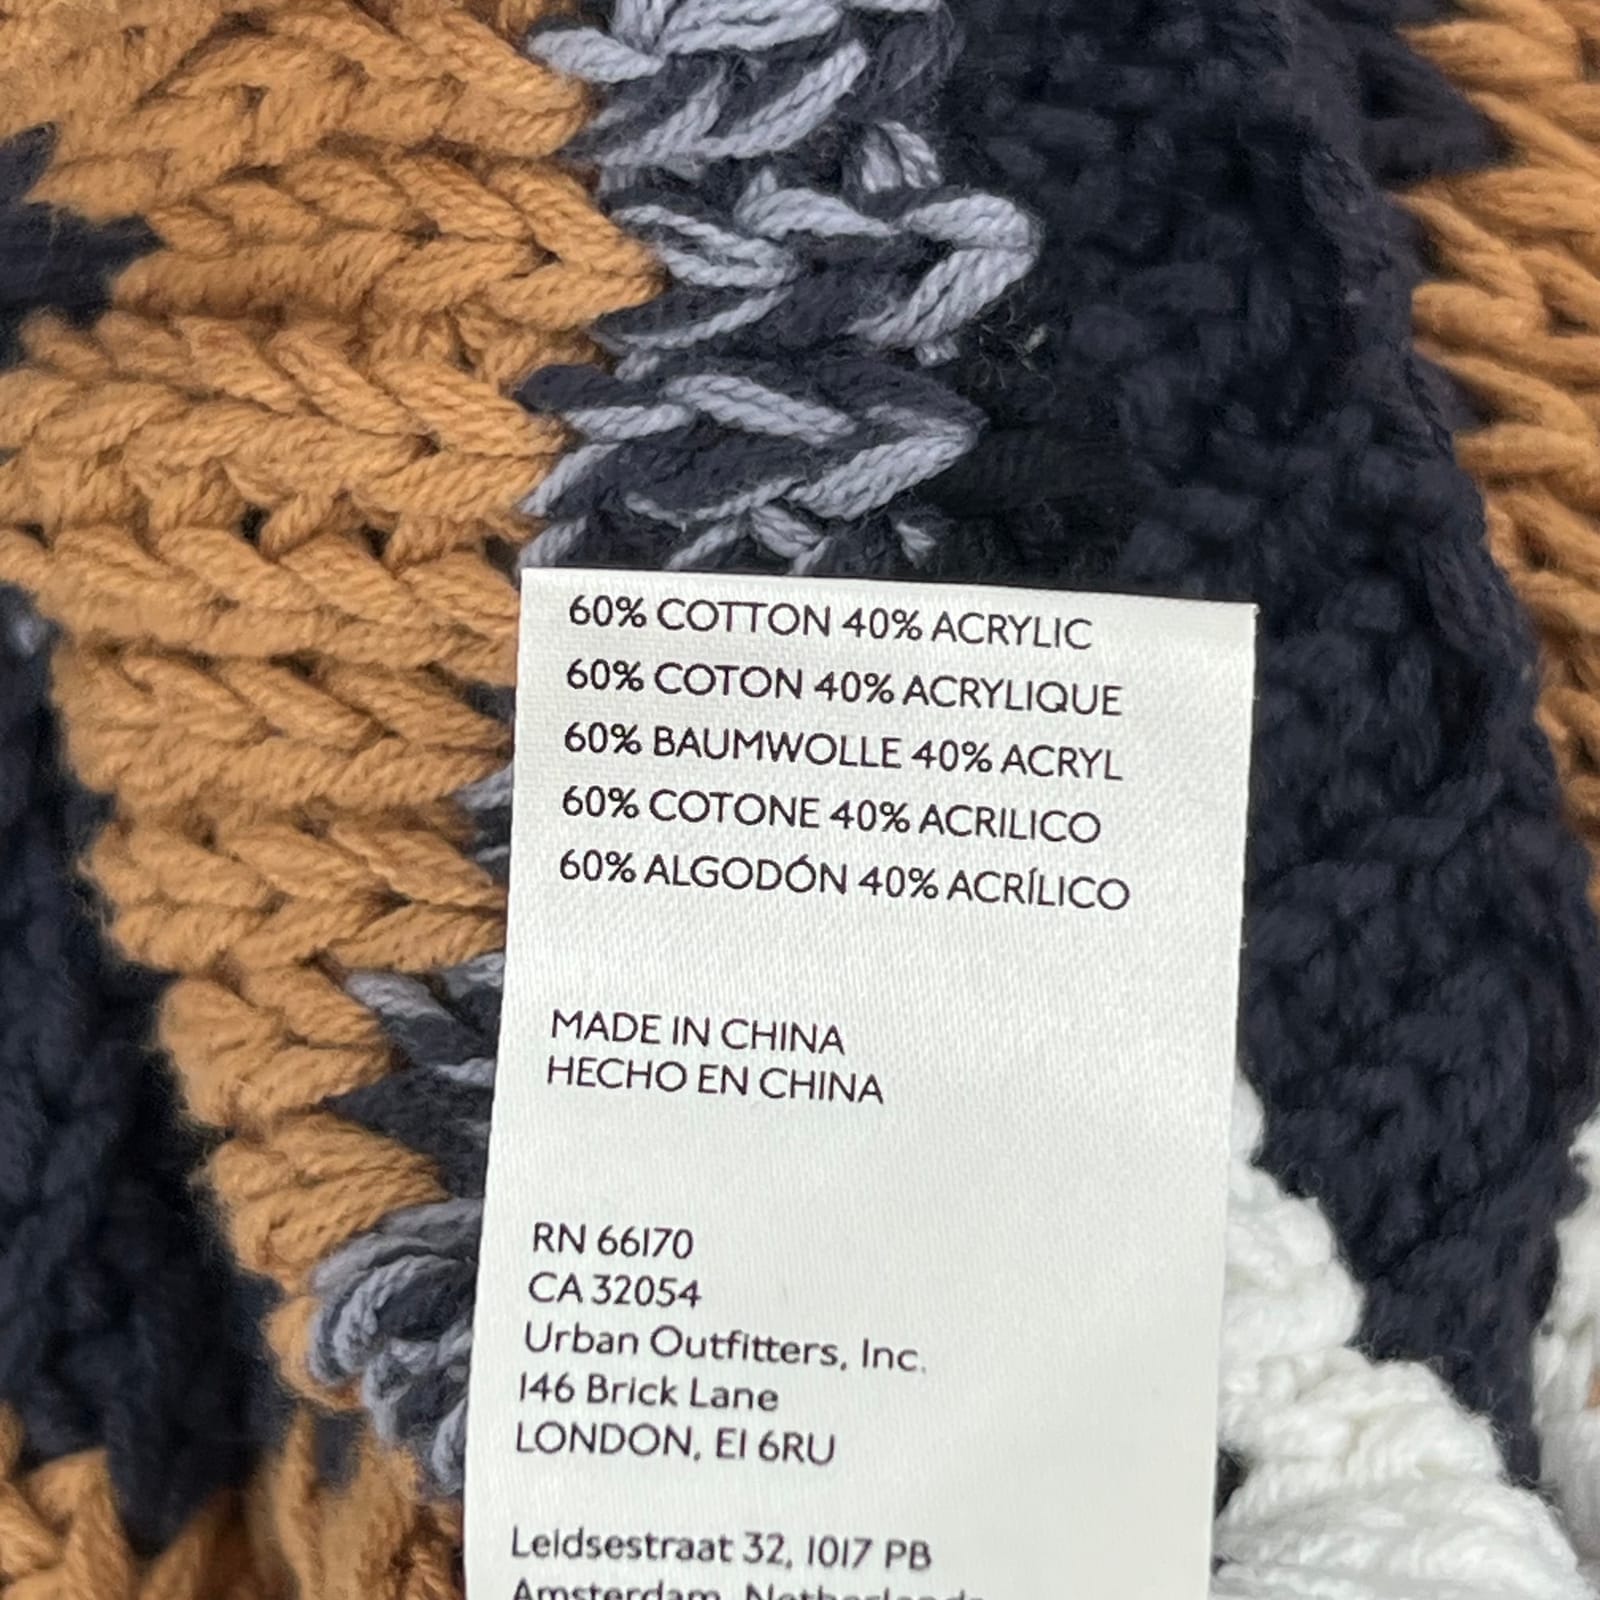 60% COTTON 40% ACRYLIC
60% COTON 40% ACRYLIQUE
60% BAUMWOLLE 40% ACRYL
60% COTONE 40% ACRILICO
60% ALGODÓN 40% ACRÍLICO
MADE IN CHINA
HECHO EN CHINA
RN 66170
CA 32054
Urban Outfitters, Inc.
146 Brick Lane
LONDON, E1 6RU
Leidsestraat 32, 1017 PB
Amsterdam, Netherlands